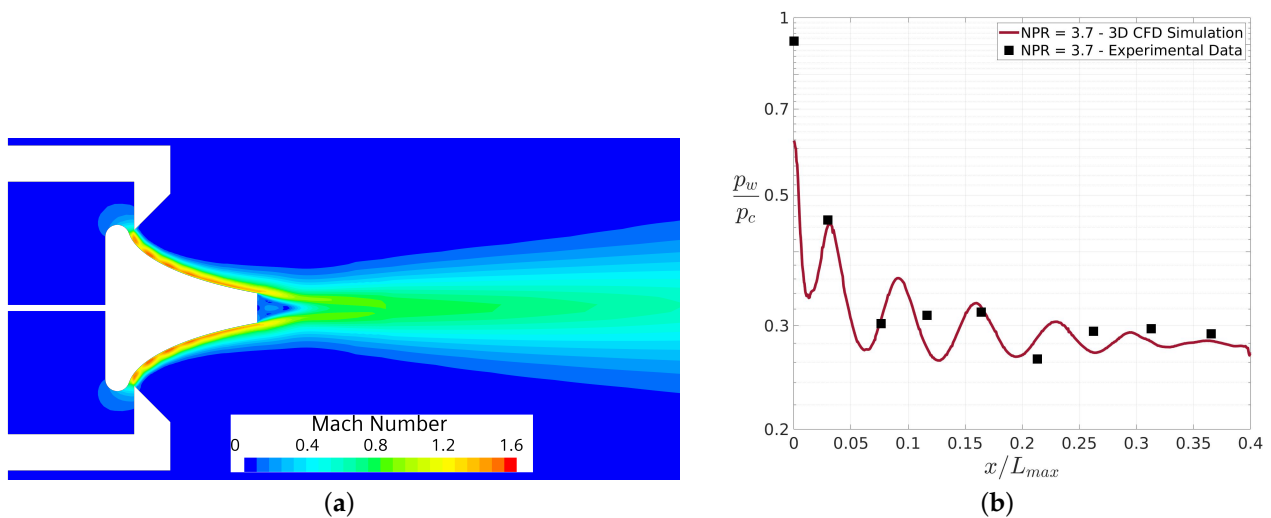 Mach Number
0 0.4 0.8 1.2 1.6
(a)
NPR = 3.7 - 3D CFD Simulation
NPR = 3.7 - Experimental Data
1
0.7
0.5
0.3
0.2
p_w
p_c
0 0.05 0.1 0.15 0.2 0.25 0.3 0.35 0.4
x/L_max
(b)